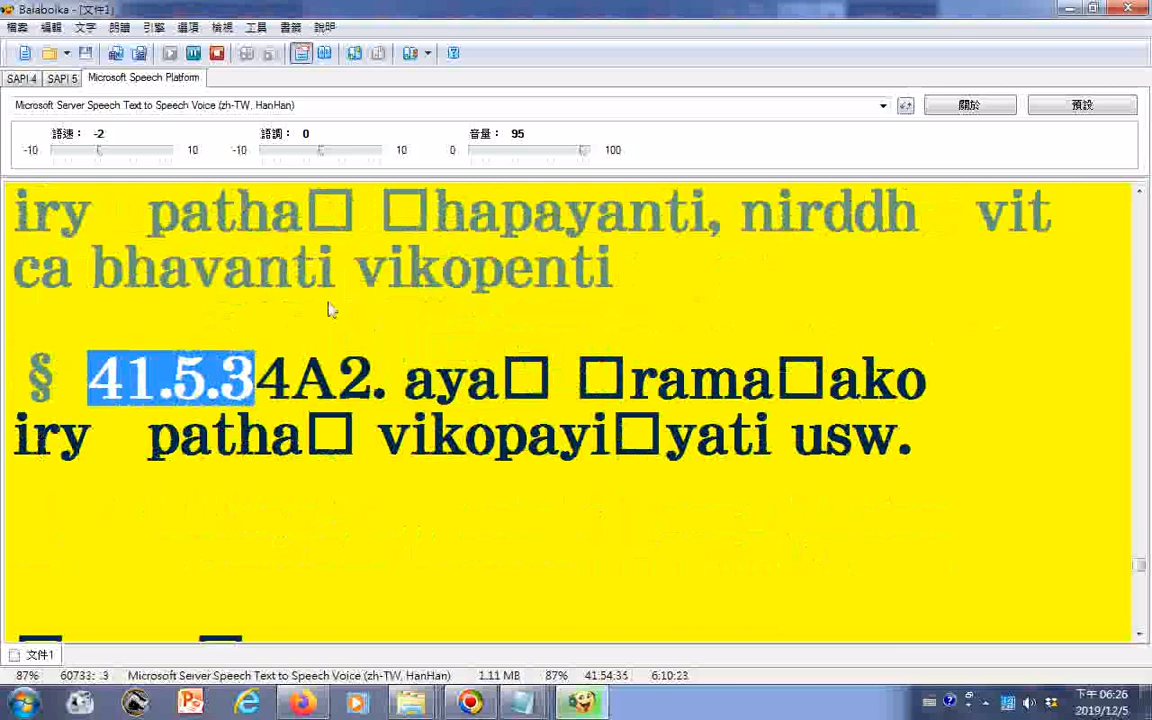 Balabolka - [文件1]
檔案 編輯 文字 朗讀 引擎 選項 檢視 工具 書籤 說明
SAPI 4 SAPI 5 Microsoft Speech Platform
Microsoft Server Speech Text to Speech Voice (zh-TW, HanHan) 關於 預設
語速： -2 語調： 0 音量： 95
-10 10 -10 10 0 100
iry patha□ □hapayanti, nirddh vit
ca bhavanti vikopenti
§ 41.5.34A2. aya□ □rama□ako
iry patha□ vikopayi□yati usw.
文件1
87% 60733: .3 Microsoft Server Speech Text to Speech Voice (zh-TW, HanHan) 1.11 MB 87% 41:54:35 6:10:23
下午 06:26
2019/12/5